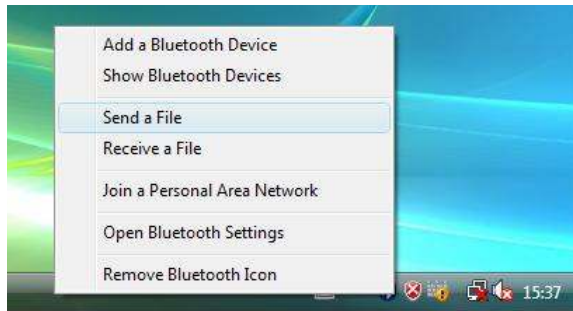 Add a Bluetooth Device
Show Bluetooth Devices
Send a File
Receive a File
Join a Personal Area Network
Open Bluetooth Settings
Remove Bluetooth Icon
15:37